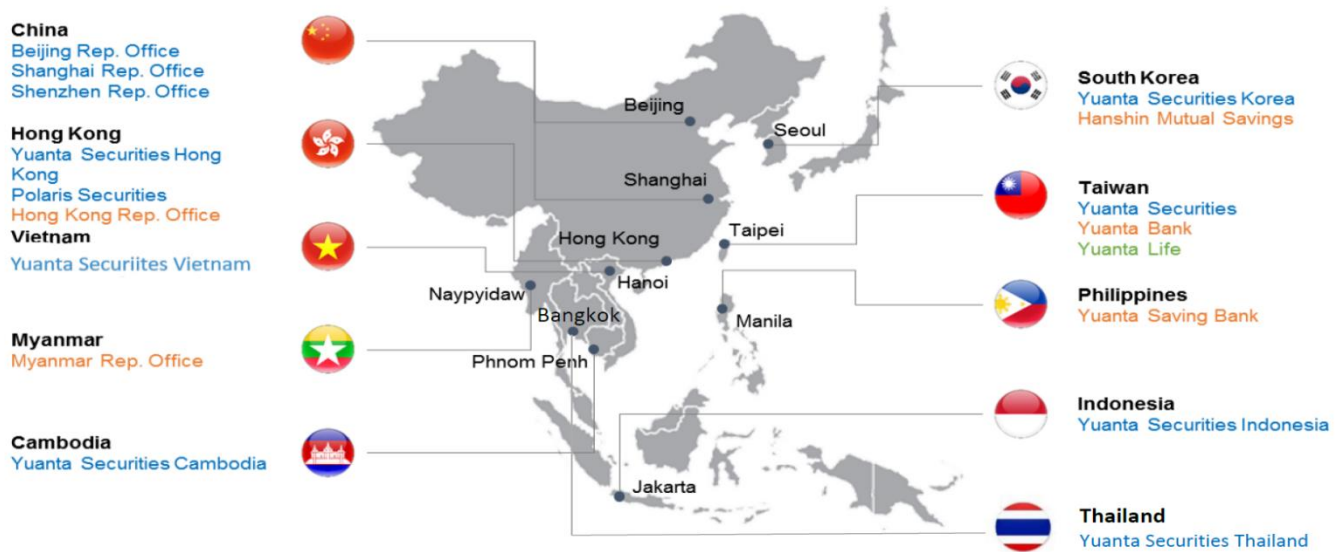 China
Beijing Rep. Office
Shanghai Rep. Office
Shenzhen Rep. Office
Hong Kong
Yuanta Securities Hong
Kong
Polaris Securities
Hong Kong Rep. Office
Vietnam
Yuanta Securiites Vietnam
Myanmar
Myanmar Rep. Office
Cambodia
Yuanta Securities Cambodia
Beijing
Seoul
Shanghai
Taipei
Hong Kong
Hanoi
Naypyidaw
Bangkok
Manila
Phnom Penh
Jakarta
South Korea
Yuanta Securities Korea
Hanshin Mutual Savings
Taiwan
Yuanta Securities
Yuanta Bank
Yuanta Life
Philippines
Yuanta Saving Bank
Indonesia
Yuanta Securities Indonesia
Thailand
Yuanta Securities Thailand